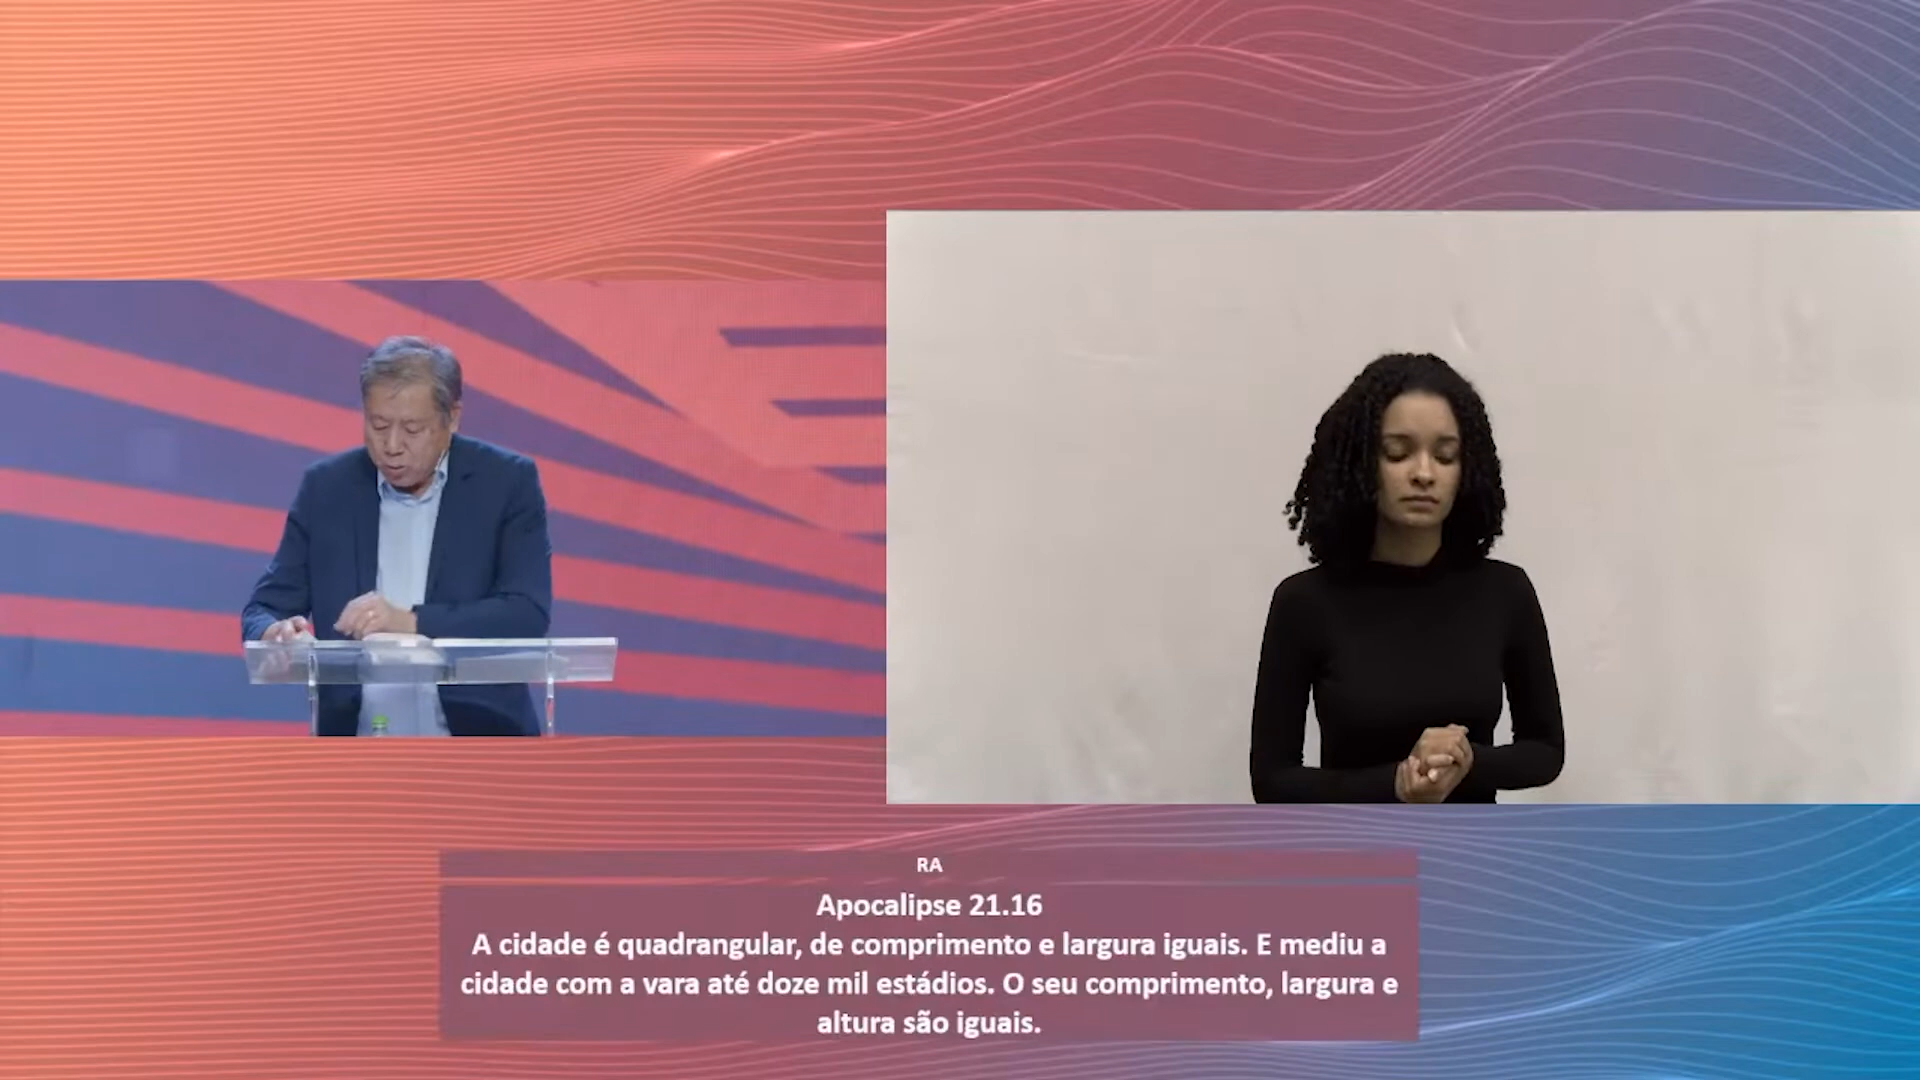 RA
Apocalipse 21.16
A cidade é quadrangular, de comprimento e largura iguais. E mediu a
cidade com a vara até doze mil estádios. O seu comprimento, largura e
altura são iguais.